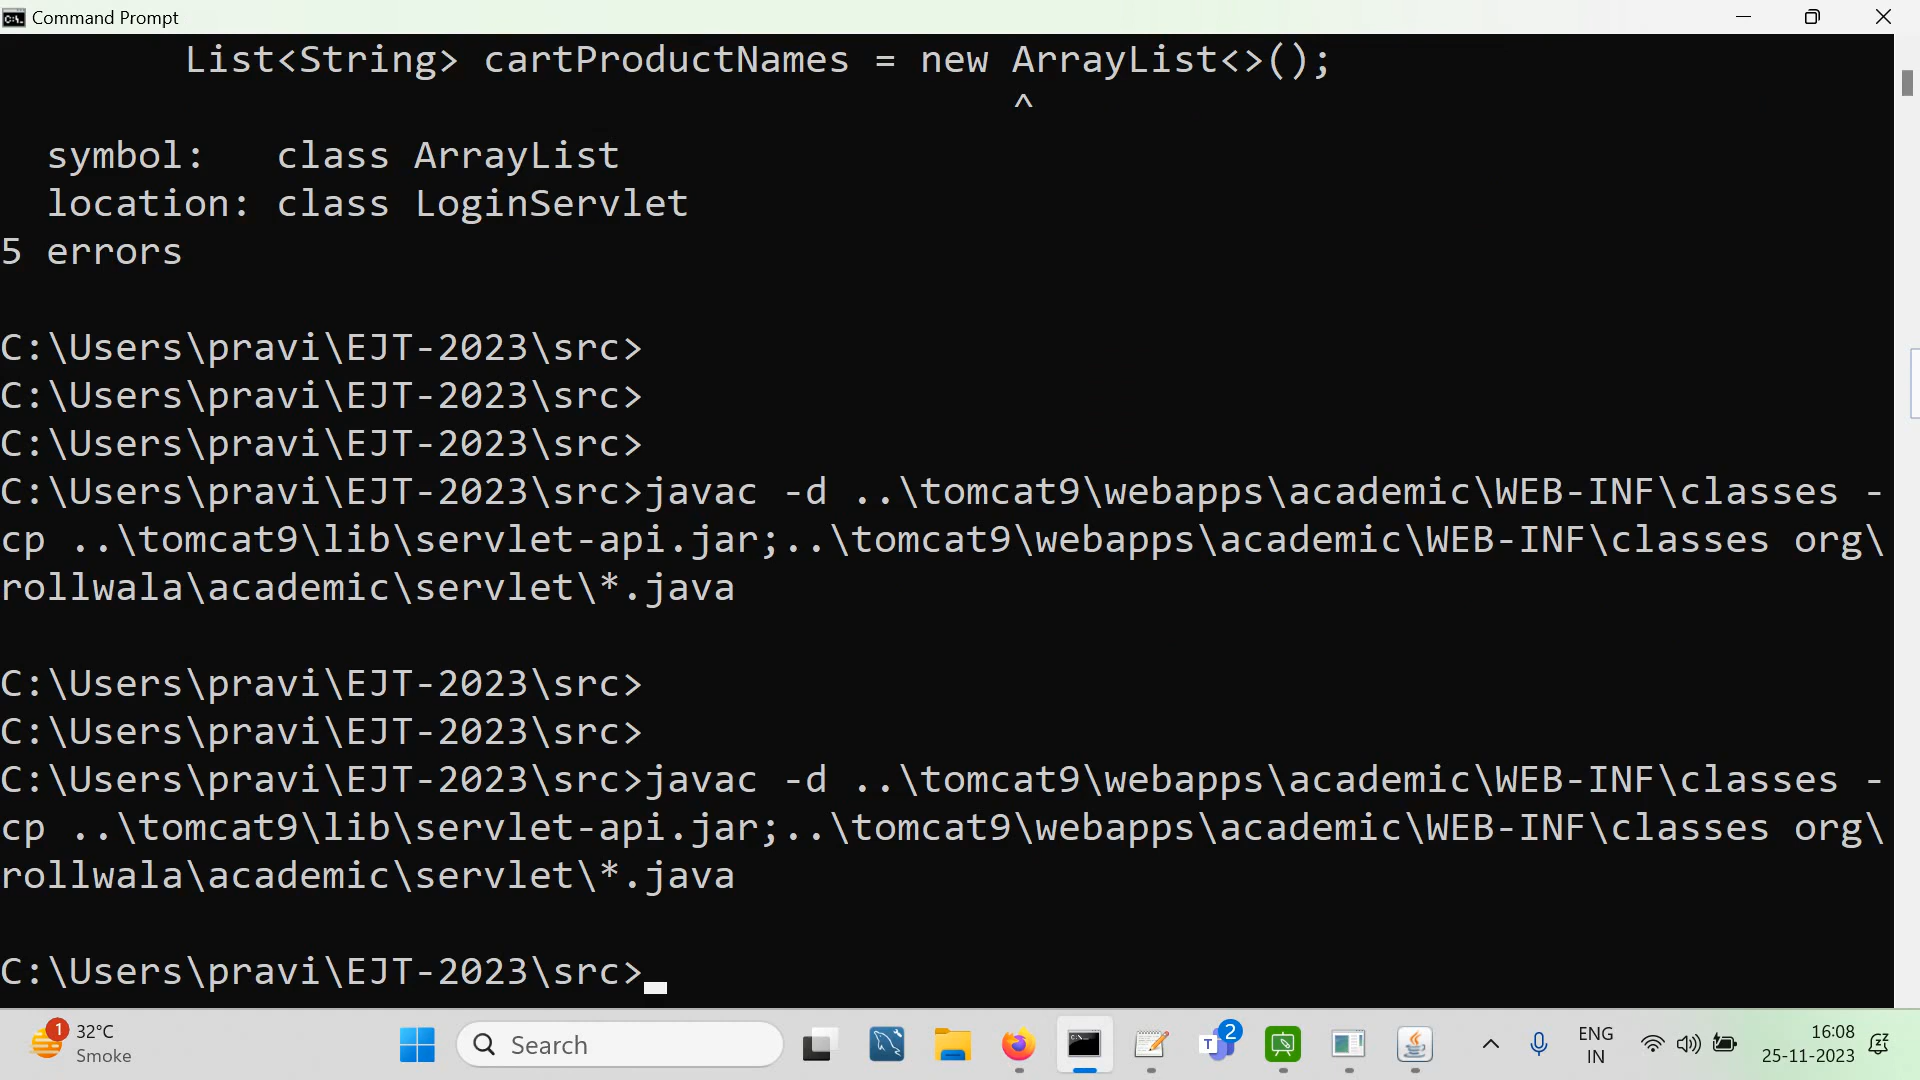 Command Prompt
List<String> cartProductNames = new ArrayList<>();
^
symbol:   class ArrayList
location: class LoginServlet
5 errors
C:\Users\pravi\EJT-2023\src>
C:\Users\pravi\EJT-2023\src>
C:\Users\pravi\EJT-2023\src>
C:\Users\pravi\EJT-2023\src>javac -d ..\tomcat9\webapps\academic\WEB-INF\classes -
cp ..\tomcat9\lib\servlet-api.jar;..\tomcat9\webapps\academic\WEB-INF\classes org\
rollwala\academic\servlet\*.java
C:\Users\pravi\EJT-2023\src>
C:\Users\pravi\EJT-2023\src>
C:\Users\pravi\EJT-2023\src>javac -d ..\tomcat9\webapps\academic\WEB-INF\classes -
cp ..\tomcat9\lib\servlet-api.jar;..\tomcat9\webapps\academic\WEB-INF\classes org\
rollwala\academic\servlet\*.java
C:\Users\pravi\EJT-2023\src>
1
32°C
Smoke
Search
2
ENG
IN
16:08
25-11-2023